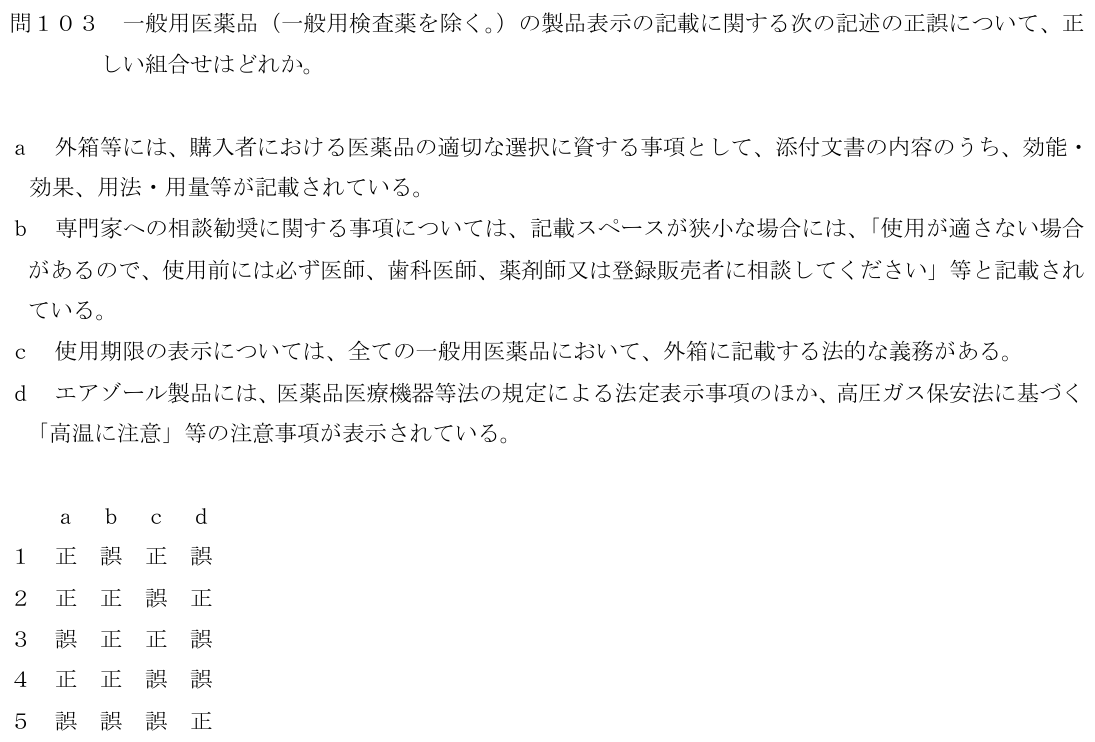 問１０３　一般用医薬品（一般用検査薬を除く。）の製品表示の記載に関する次の記述の正誤について、正
しい組合せはどれか。
ａ　外箱等には、購入者における医薬品の適切な選択に資する事項として、添付文書の内容のうち、効能・
効果、用法・用量等が記載されている。
ｂ　専門家への相談勧奨に関する事項については、記載スペースが狭小な場合には、「使用が適さない場合
があるので、使用前には必ず医師、歯科医師、薬剤師又は登録販売者に相談してください」等と記載され
ている。
ｃ　使用期限の表示については、全ての一般用医薬品において、外箱に記載する法的な義務がある。
ｄ　エアゾール製品には、医薬品医療機器等法の規定による法定表示事項のほか、高圧ガス保安法に基づく
「高温に注意」等の注意事項が表示されている。
　　ａ　ｂ　ｃ　ｄ
１　正　誤　正　誤
２　正　正　誤　正
３　誤　正　正　誤
４　正　正　誤　誤
５　誤　誤　誤　正